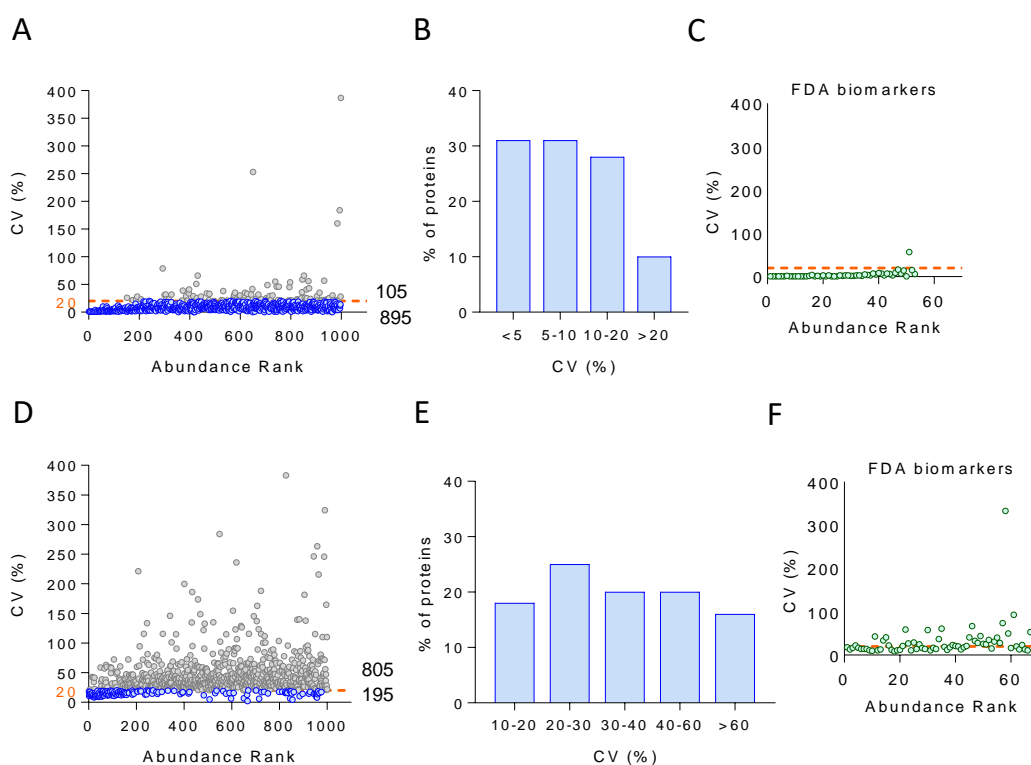 A
CV (%)
400
350
300
250
200
150
100
50
20
0
0 200 400 600 800 1000
105
895
Abundance Rank
B
% of proteins
40
30
20
10
0
<5 5-10 10-20 >20
CV (%)
C
FDA biomarkers
CV (%)
400
300
200
100
0
0 20 40 60
Abundance Rank
D
CV (%)
400
350
300
250
200
150
100
50
20
0
0 200 400 600 800 1000
805
195
Abundance Rank
E
% of proteins
40
30
20
10
0
10-20 20-30 30-40 40-60 >60
CV (%)
F
FDA biomarkers
CV (%)
400
300
200
100
0
0 20 40 60
Abundance Rank